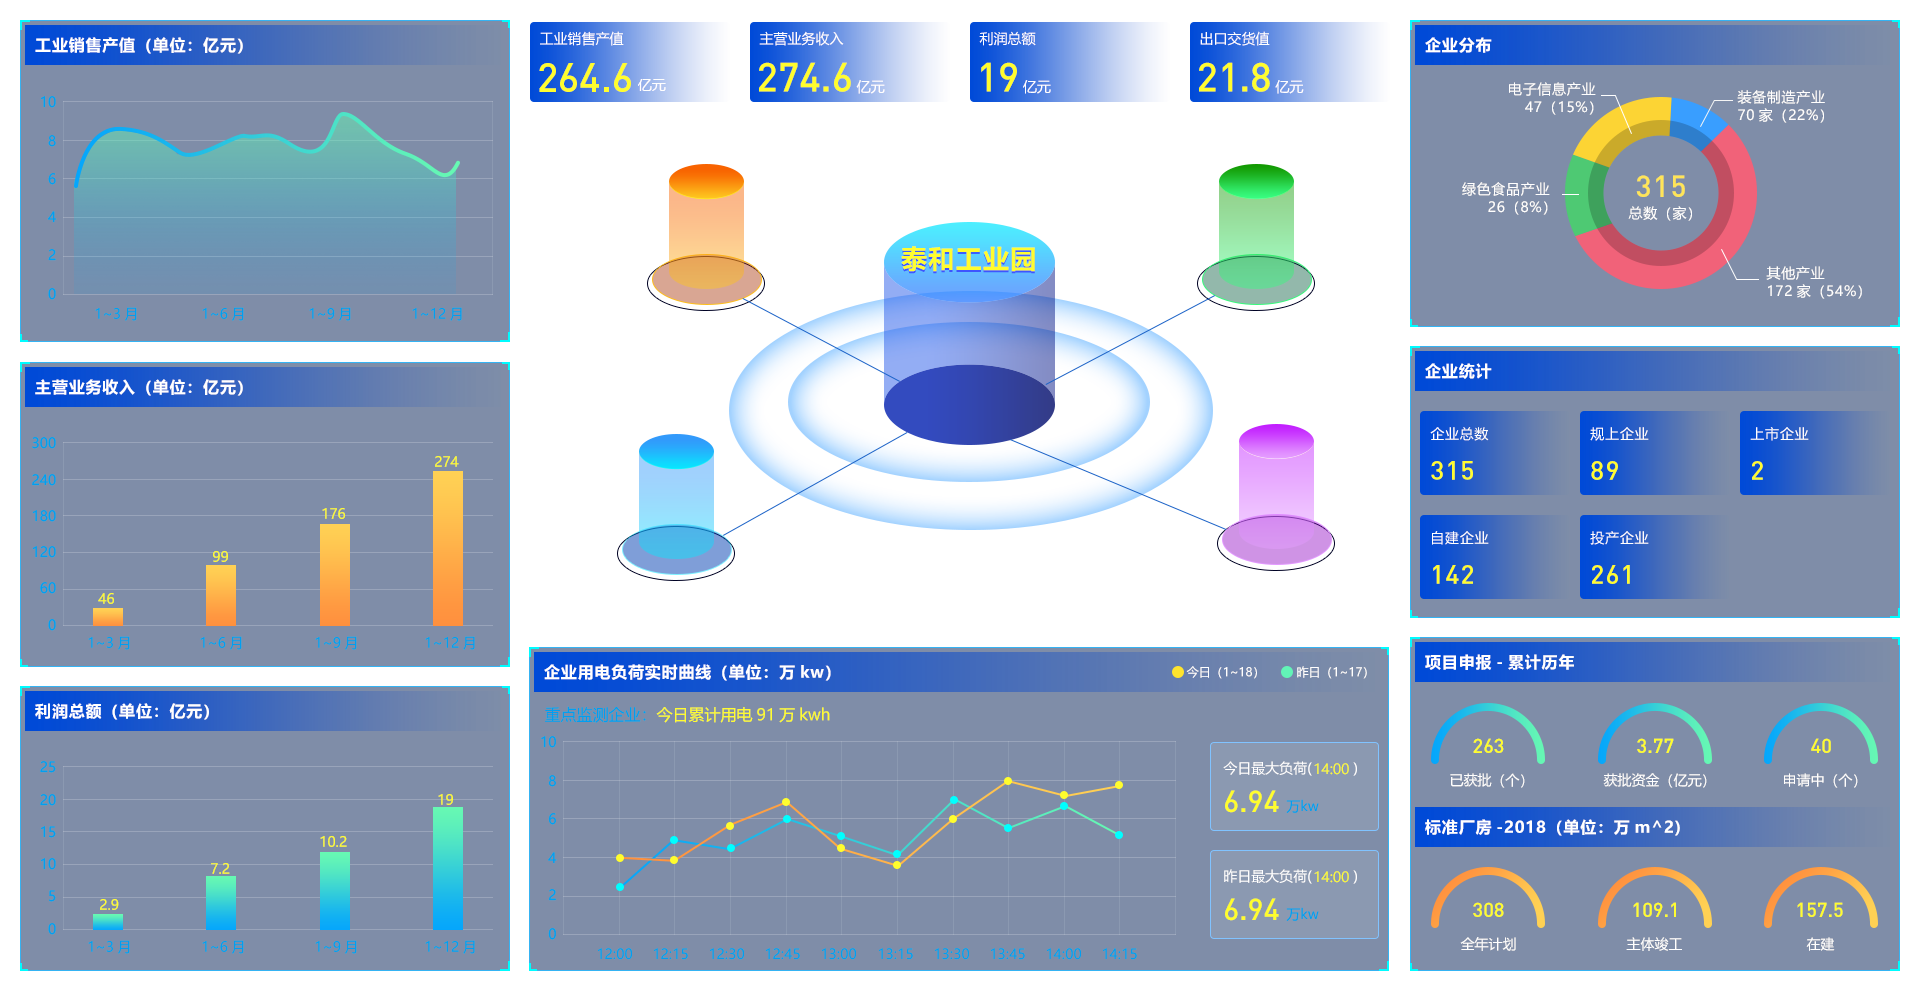 工业销售产值（单位：亿元）
10
8
6
4
2
0
1~3 月
1~6 月
1~9 月
1~12 月
主营业务收入（单位：亿元）
300
240
180
120
60
0
46
99
176
274
1~3 月
1~6 月
1~9 月
1~12 月
利润总额（单位：亿元）
25
20
15
10
5
0
2.9
7.2
10.2
19
1~3 月
1~6 月
1~9 月
1~12 月
工业销售产值
264.6 亿元
主营业务收入
274.6 亿元
利润总额
19 亿元
出口交货值
21.8 亿元
泰和工业园
企业用电负荷实时曲线（单位：万 kw）
今日（1~18）
昨日（1~17）
重点监测企业：今日累计用电 91 万 kwh
10
8
6
4
2
0
12:00
12:15
12:30
12:45
13:00
13:15
13:30
13:45
14:00
14:15
今日最大负荷(14:00 )
6.94 万kw
昨日最大负荷(14:00 )
6.94 万kw
企业分布
电子信息产业
47（15%）
装备制造产业
70 家（22%）
绿色食品产业
26（8%）
315
总数（家）
其他产业
172 家（54%）
企业统计
企业总数
315
规上企业
89
上市企业
2
自建企业
142
投产企业
261
项目申报 - 累计历年
263
已获批（个）
3.77
获批资金（亿元）
40
申请中（个）
标准厂房 -2018（单位：万 m^2）
308
全年计划
109.1
主体竣工
157.5
在建